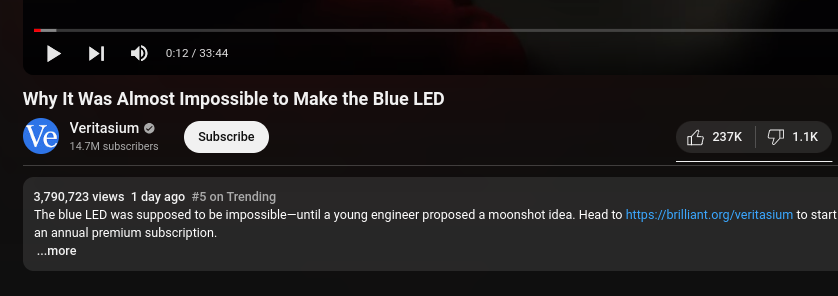 0:12 / 33:44
Why It Was Almost Impossible to Make the Blue LED
Ve
Veritasium
14.7M subscribers
Subscribe
237K
1.1K
3,790,723 views 1 day ago #5 on Trending
The blue LED was supposed to be impossible—until a young engineer proposed a moonshot idea. Head to https://brilliant.org/veritasium to start
an annual premium subscription.
...more